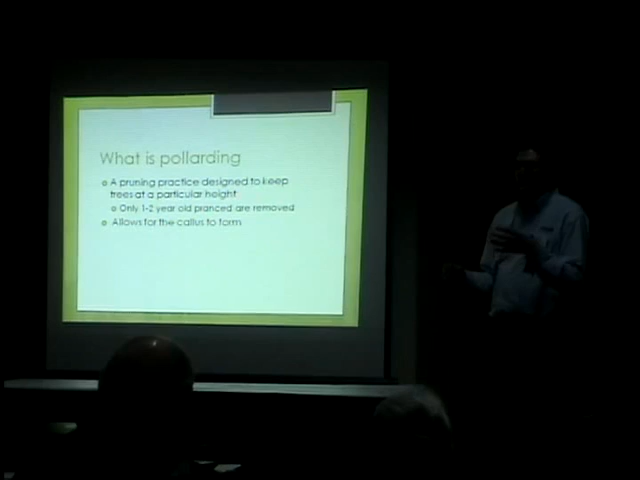 What is pollarding
A pruning practice designed to keep
trees at a particular height
Only 1-2 year old pranced are removed
Allows for the callus to form